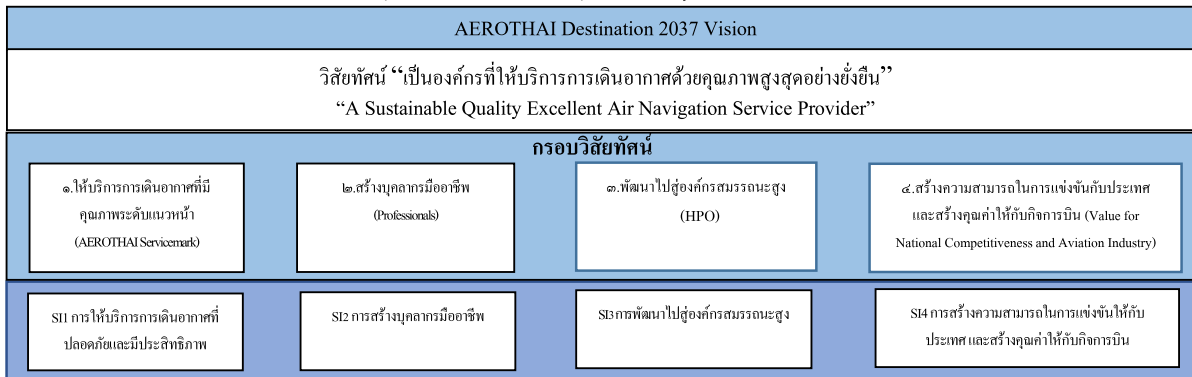 AEROTHAI Destination 2037 Vision
วิสัยทัศน์ “เป็นองค์กรที่ให้บริการการเดินอากาศด้วยคุณภาพสูงสุดอย่างยั่งยืน”
“A Sustainable Quality Excellent Air Navigation Service Provider”
กรอบวิสัยทัศน์
๑.ให้บริการการเดินอากาศที่มี
คุณภาพระดับแนวหน้า
(AEROTHAI Servicemark)
๒.สร้างบุคลากรมืออาชีพ
(Professionals)
๓.พัฒนาไปสู่องค์กรสมรรถนะสูง
(HPO)
๔.สร้างความสามารถในการแข่งขันกับประเทศ
และสร้างคุณค่าให้กับกิจการบิน (Value for
National Competitiveness and Aviation Industry)
SI1 การให้บริการการเดินอากาศที่
ปลอดภัยและมีประสิทธิภาพ
SI2 การสร้างบุคลากรมืออาชีพ
SI3 การพัฒนาไปสู่องค์กรสมรรถนะสูง
SI4 การสร้างความสามารถในการแข่งขันให้กับ
ประเทศ และสร้างคุณค่าให้กับกิจการบิน